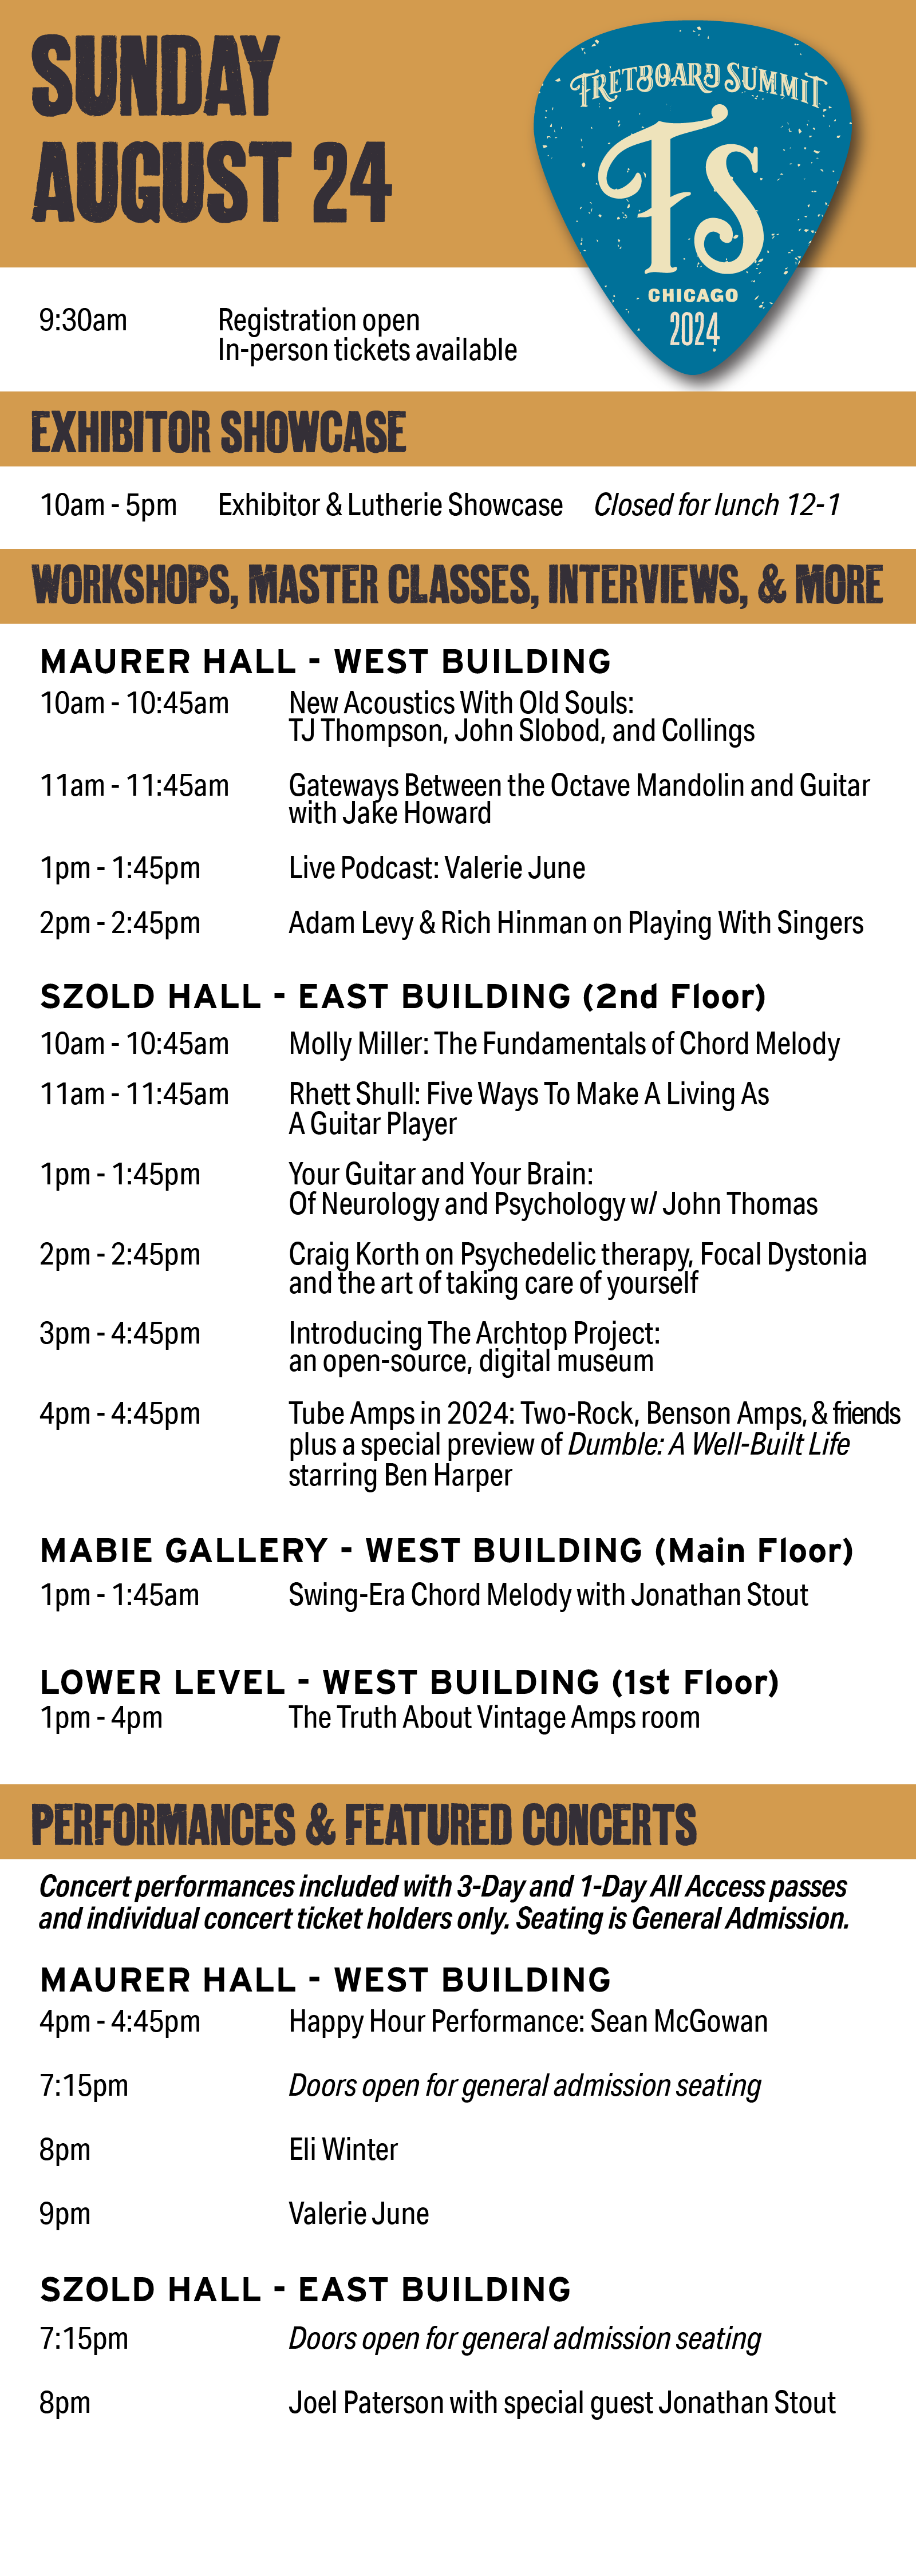 SUNDAY
AUGUST 24
FRETBOARD SUMMIT
FS
CHICAGO
2024
9:30am Registration open
In-person tickets available
EXHIBITOR SHOWCASE
10am - 5pm Exhibitor & Lutherie Showcase Closed for lunch 12-1
WORKSHOPS, MASTER CLASSES, INTERVIEWS, & MORE
MAURER HALL - WEST BUILDING
10am - 10:45am New Acoustics With Old Souls:
TJ Thompson, John Slobod, and Collings
11am - 11:45am Gateways Between the Octave Mandolin and Guitar
with Jake Howard
1pm - 1:45pm Live Podcast: Valerie June
2pm - 2:45pm Adam Levy & Rich Hinman on Playing With Singers
SZOLD HALL - EAST BUILDING (2nd Floor)
10am - 10:45am Molly Miller: The Fundamentals of Chord Melody
11am - 11:45am Rhett Shull: Five Ways To Make A Living As
A Guitar Player
1pm - 1:45pm Your Guitar and Your Brain:
Of Neurology and Psychology w/ John Thomas
2pm - 2:45pm Craig Korth on Psychedelic therapy, Focal Dystonia
and the art of taking care of yourself
3pm - 4:45pm Introducing The Archtop Project:
an open-source, digital museum
4pm - 4:45pm Tube Amps in 2024: Two-Rock, Benson Amps, & friends
plus a special preview of Dumble: A Well-Built Life
starring Ben Harper
MABIE GALLERY - WEST BUILDING (Main Floor)
1pm - 1:45am Swing-Era Chord Melody with Jonathan Stout
LOWER LEVEL - WEST BUILDING (1st Floor)
1pm - 4pm The Truth About Vintage Amps room
PERFORMANCES & FEATURED CONCERTS
Concert performances included with 3-Day and 1-Day All Access passes
and individual concert ticket holders only. Seating is General Admission.
MAURER HALL - WEST BUILDING
4pm - 4:45pm Happy Hour Performance: Sean McGowan
7:15pm Doors open for general admission seating
8pm Eli Winter
9pm Valerie June
SZOLD HALL - EAST BUILDING
7:15pm Doors open for general admission seating
8pm Joel Paterson with special guest Jonathan Stout